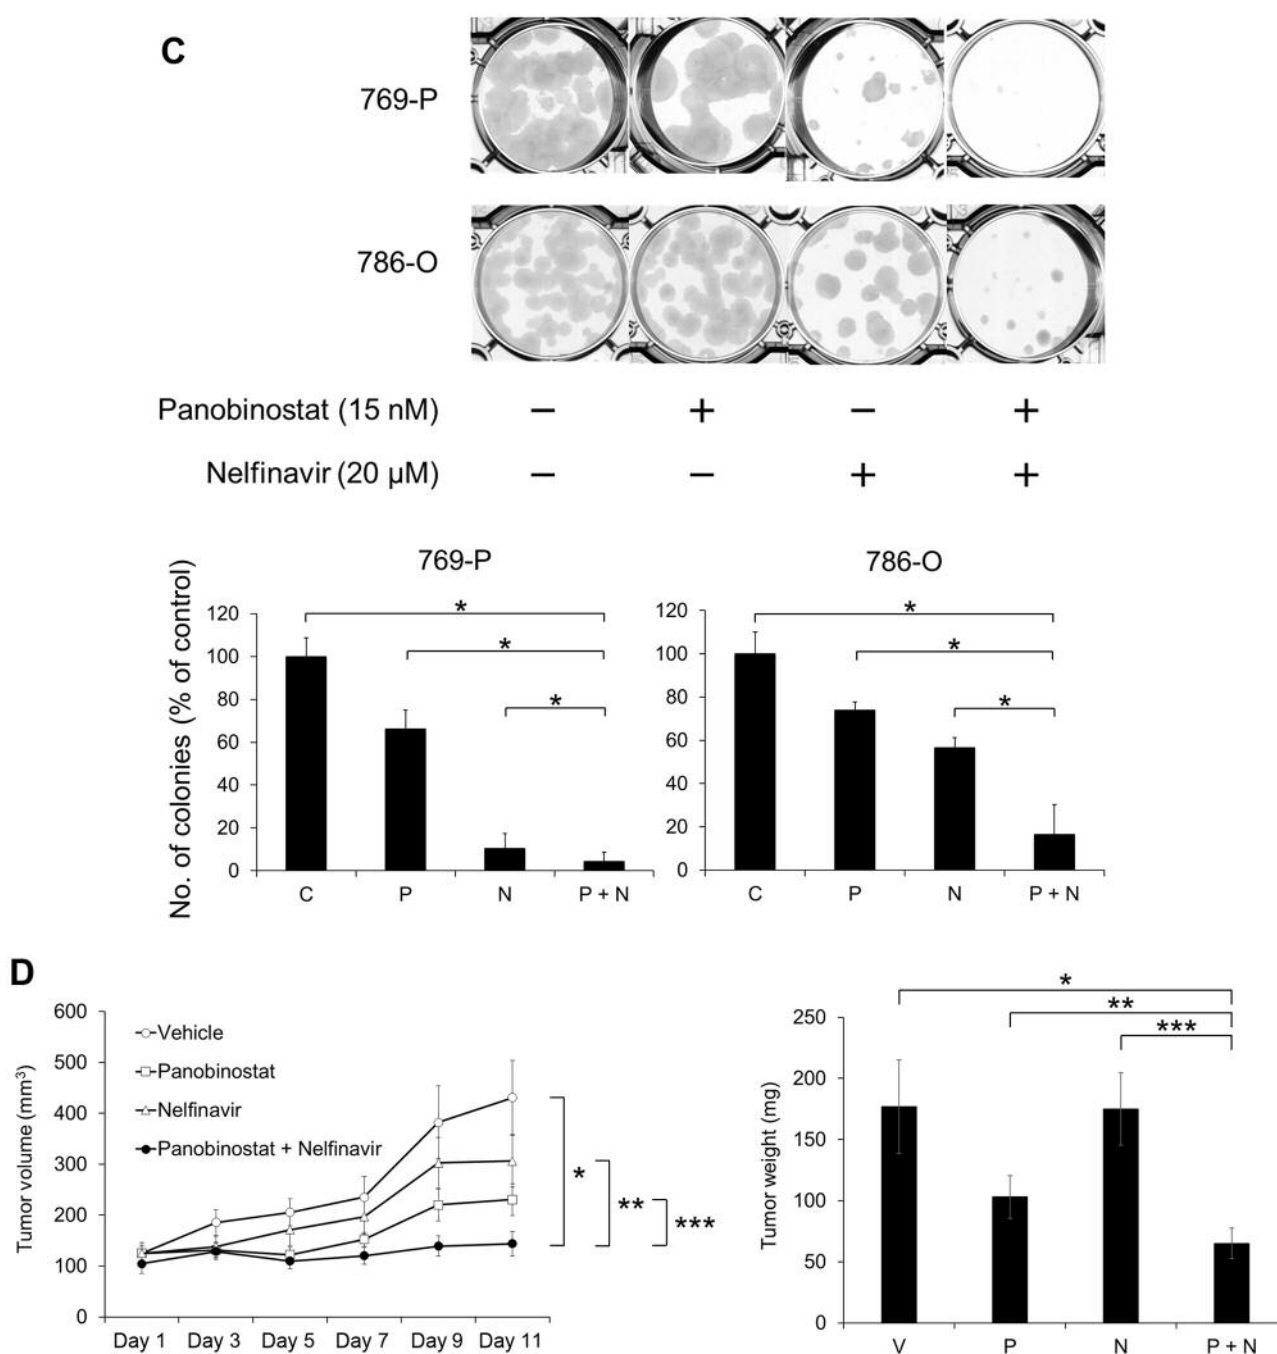 C
769-P
786-O
Panobinostat (15 nM) − + − +
Nelfinavir (20 µM) − − + +
No. of colonies (% of control)
769-P
120
100
80
60
40
20
0
* * *
C P N P + N
786-O
120
100
80
60
40
20
0
* * *
C P N P + N
D
Tumor volume (mm³)
600
500
400
300
200
100
0
Vehicle
Panobinostat
Nelfinavir
Panobinostat + Nelfinavir
* ** ***
Day 1 Day 3 Day 5 Day 7 Day 9 Day 11
Tumor weight (mg)
250
200
150
100
50
0
*
**
***
V P N P + N